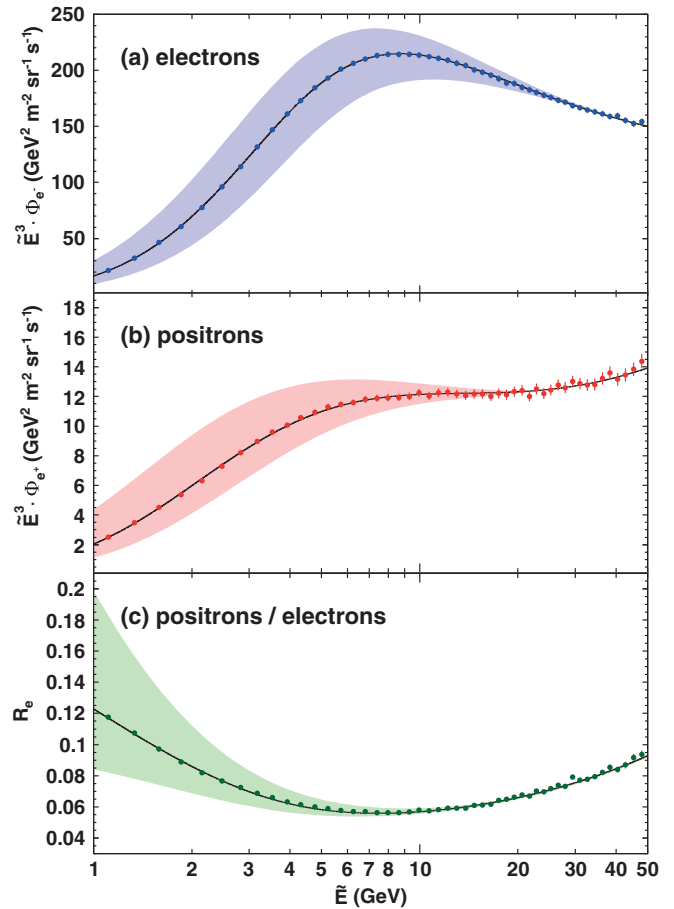 250
(a) electrons
200
150
100
50
Ẽ³ · Φe⁻ (GeV² m⁻² sr⁻¹ s⁻¹)
18
16
(b) positrons
14
12
10
8
6
4
2
Ẽ³ · Φe⁺ (GeV² m⁻² sr⁻¹ s⁻¹)
0.2
(c) positrons / electrons
0.18
0.16
0.14
0.12
0.1
0.08
0.06
0.04
Re
1 2 3 4 5 6 7 8 10 20 30 40 50
Ẽ (GeV)